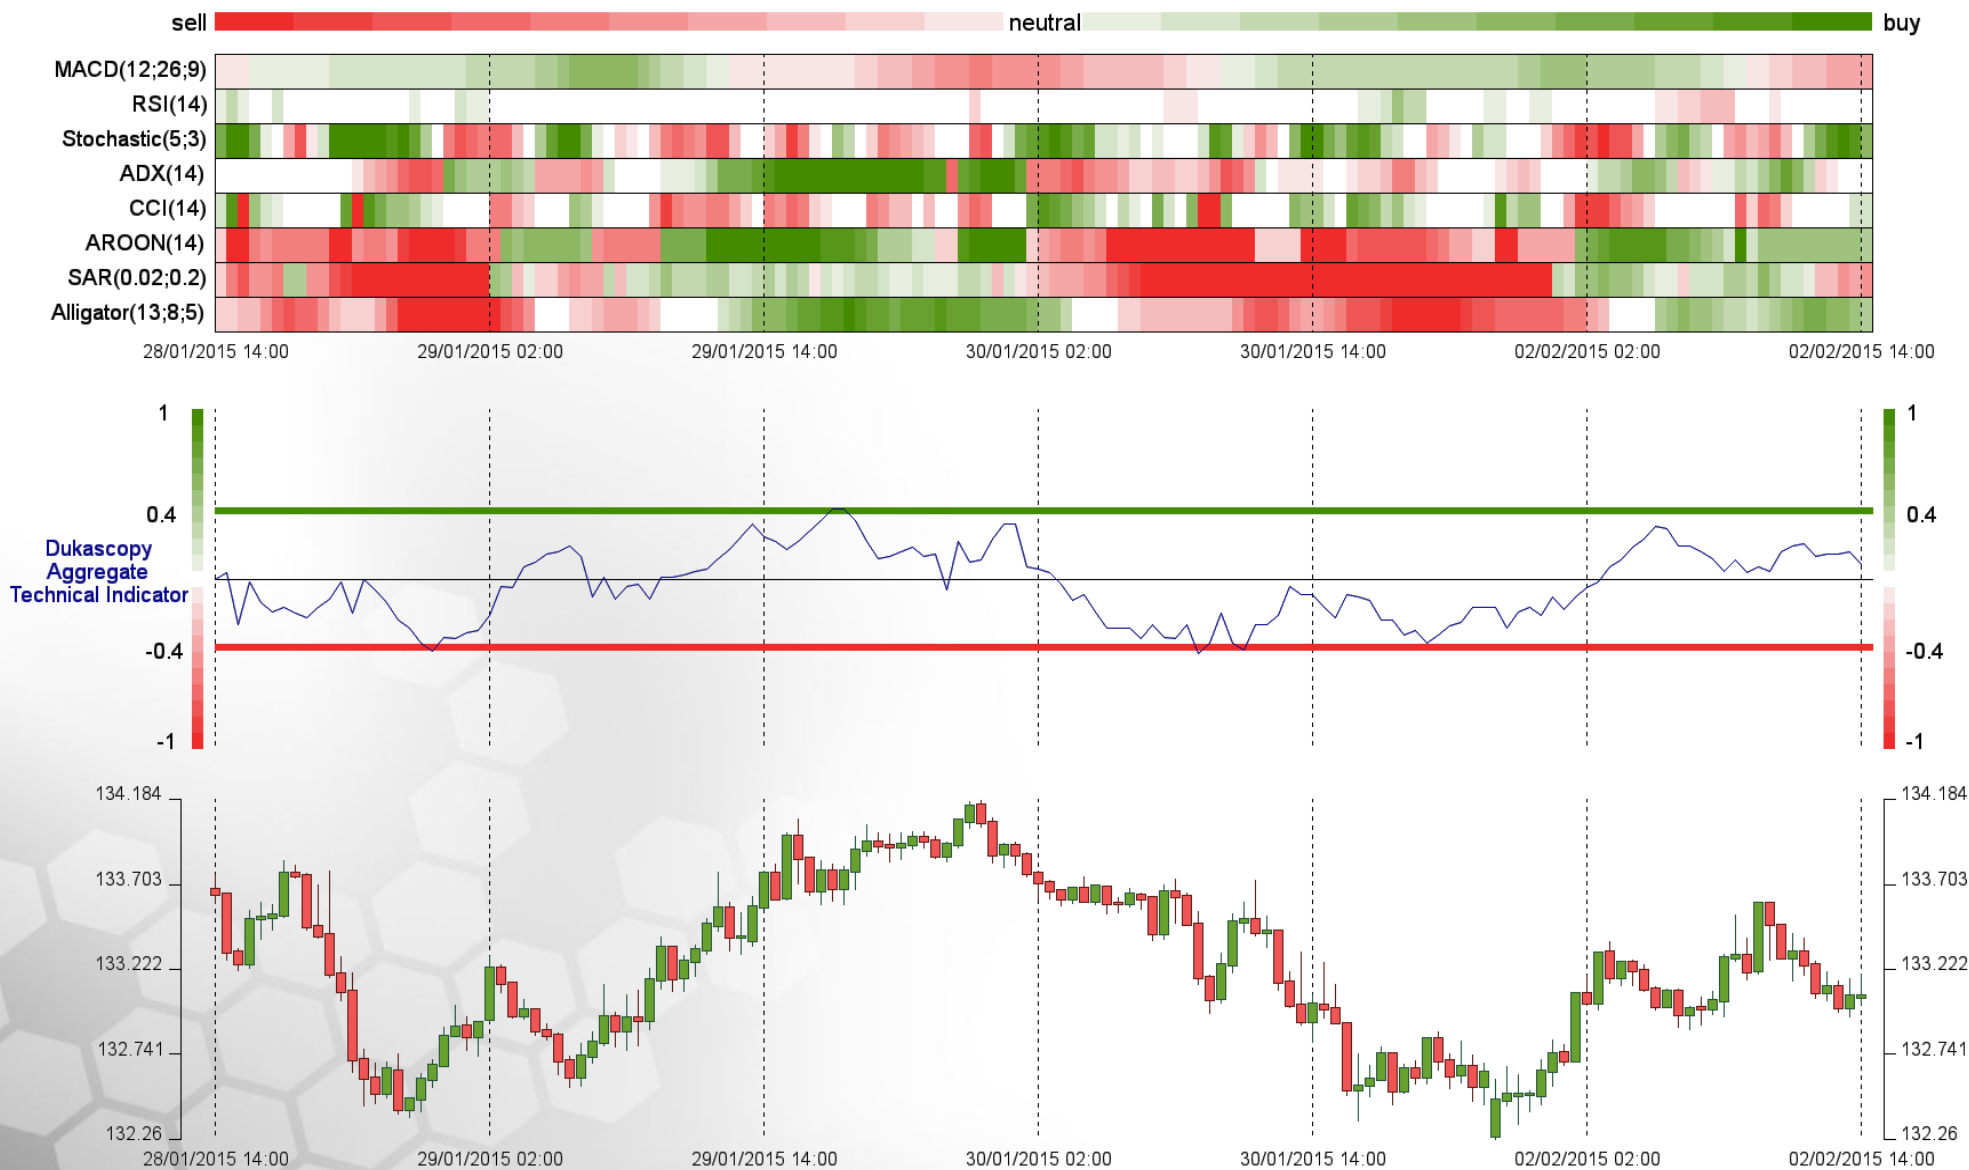 sell neutral buy
MACD(12;26;9)
RSI(14)
Stochastic(5;3)
ADX(14)
CCI(14)
AROON(14)
SAR(0.02;0.2)
Alligator(13;8;5)
28/01/2015 14:00 29/01/2015 02:00 29/01/2015 14:00 30/01/2015 02:00 30/01/2015 14:00 02/02/2015 02:00 02/02/2015 14:00
1 1
0.4 0.4
Dukascopy
Aggregate
Technical Indicator
-0.4 -0.4
-1 -1
134.184 134.184
133.703 133.703
133.222 133.222
132.741 132.741
132.26 132.26
28/01/2015 14:00 29/01/2015 02:00 29/01/2015 14:00 30/01/2015 02:00 30/01/2015 14:00 02/02/2015 02:00 02/02/2015 14:00